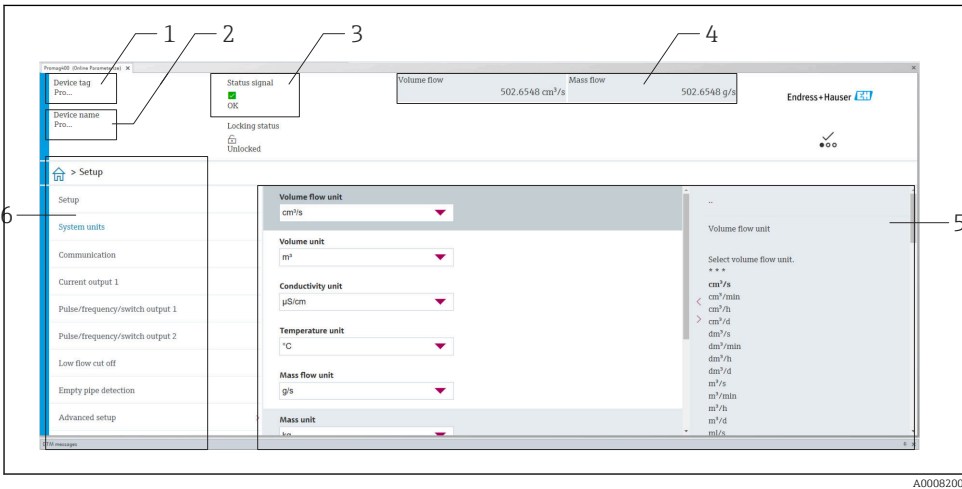 1
2
3
4
Promag400 (Online Parameterize) X
Device tag
Pro...
Status signal
OK
Volume flow
502.6548 cm³/s
Mass flow
502.6548 g/s
Endress+Hauser EH
Device name
Pro...
Locking status
Unlocked
> Setup
6
5
Setup
System units
Communication
Current output 1
Pulse/frequency/switch output 1
Pulse/frequency/switch output 2
Low flow cut off
Empty pipe detection
Advanced setup
Volume flow unit
cm³/s
Volume unit
m³
Conductivity unit
µS/cm
Temperature unit
°C
Mass flow unit
g/s
Mass unit
kg
..
Volume flow unit
Select volume flow unit.
* * *
cm³/s
cm³/min
cm³/h
cm³/d
dm³/s
dm³/min
dm³/h
dm³/d
m³/s
m³/min
m³/h
m³/d
ml/s
DTM messages
A0008200